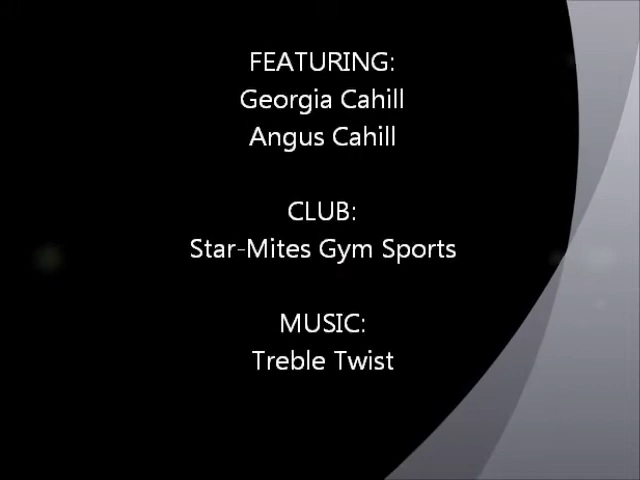 FEATURING:
Georgia Cahill
Angus Cahill
CLUB:
Star-Mites Gym Sports
MUSIC:
Treble Twist